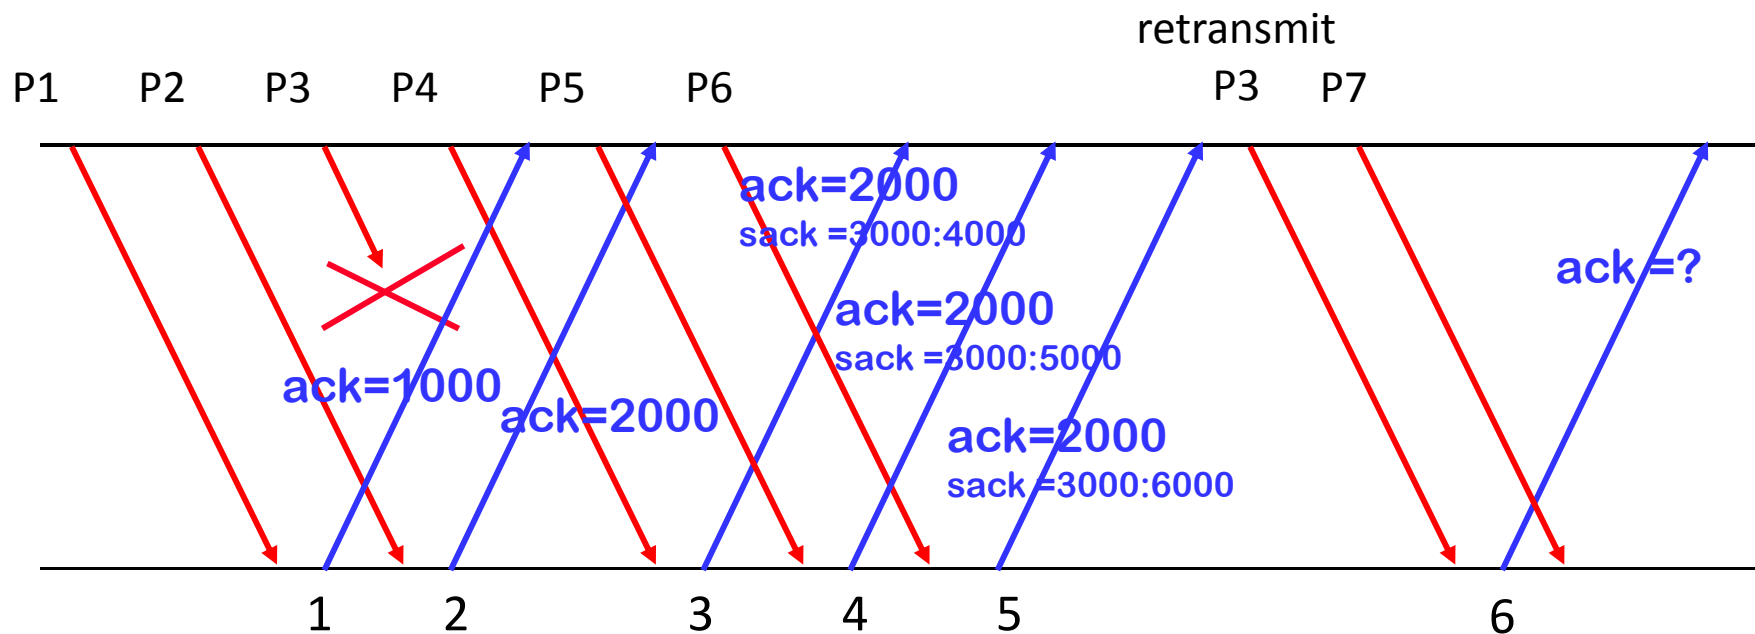 retransmit
P1 P2 P3 P4 P5 P6 P3 P7
ack=2000
sack =3000:4000
ack =?
ack=2000
sack =3000:5000
ack=1000
ack=2000
ack=2000
sack =3000:6000
1 2 3 4 5 6